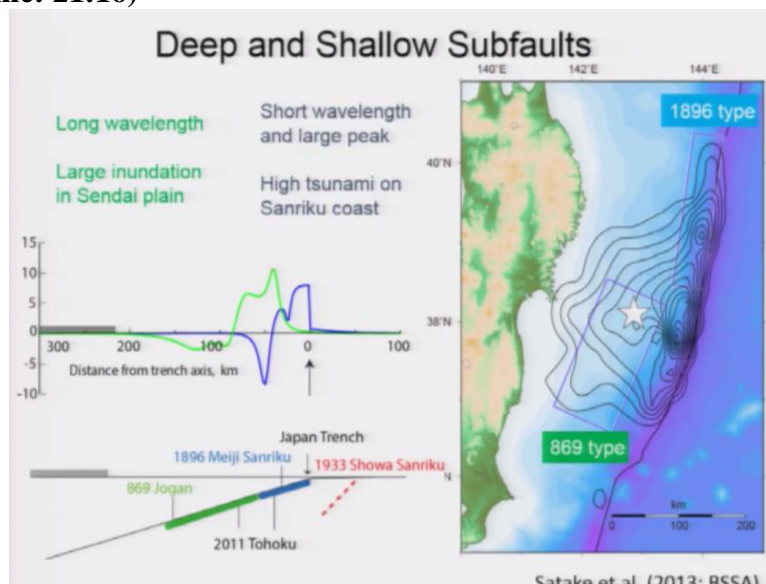 Deep and Shallow Subfaults
Long wavelength
Large inundation
in Sendai plain
Short wavelength
and large peak
High tsunami on
Sanriku coast
15
10
5
0
-5
-10
300 200 100 0 100
Distance from trench axis, km
Japan Trench
1896 Meiji Sanriku
1933 Showa Sanriku
869 Jogan
2011 Tohoku
140°E 142°E 144°E
1896 type
40°N
38°N
N
869 type
km
0 100 200
Satake et al. (2013: BSSA)